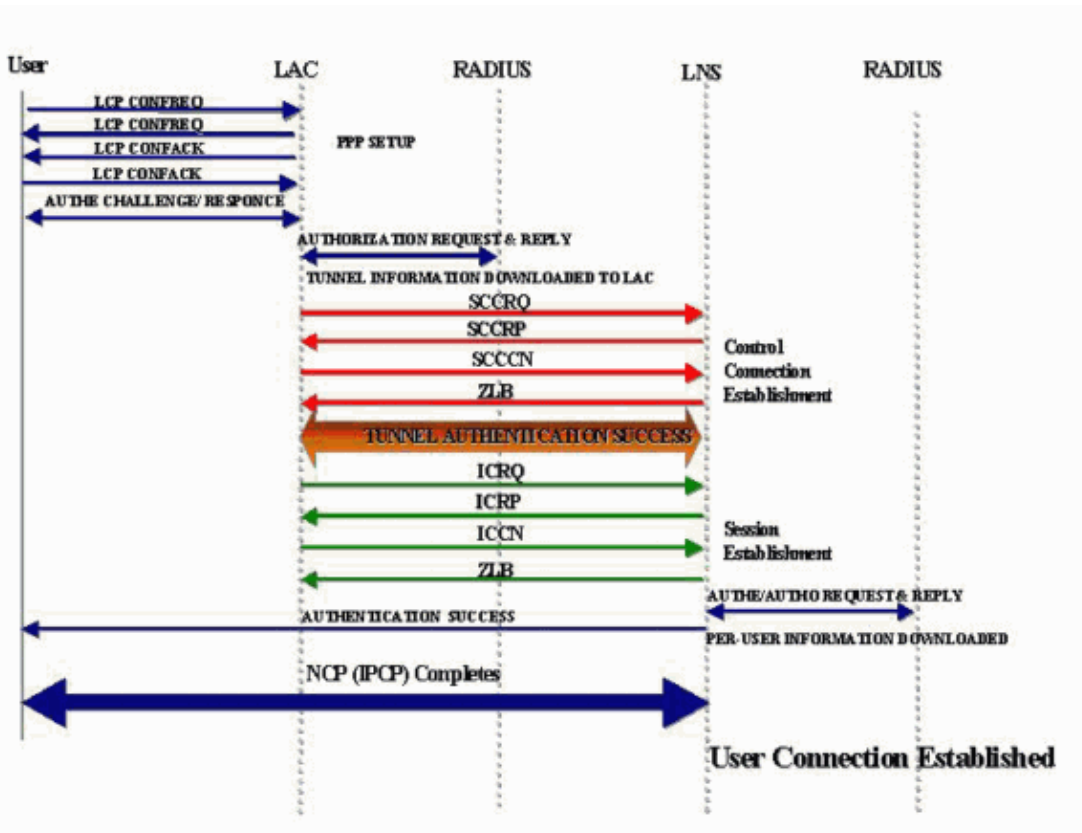 User LAC RADIUS LNS RADIUS
LCP CONFREQ
LCP CONFREQ
PPP SETUP
LCP CONFACK
LCP CONFACK
AUTHE CHALLENGE/ RESPONCE
AUTHORIZATION REQUEST & REPLY
TUNNEL INFORMATION DOWNLOADED TO LAC
SCCRQ
SCCRP
SCCCN
ZLB
Control
Connection
Establishment
TUNNEL AUTHENTICATION SUCCESS
ICRQ
ICRP
ICCN
ZLB
Session
Establishment
AUTHE/AUTHO REQUEST & REPLY
AUTHENTICATION SUCCESS
PER-USER INFORMATION DOWNLOADED
NCP (IPCP) Completes
User Connection Established